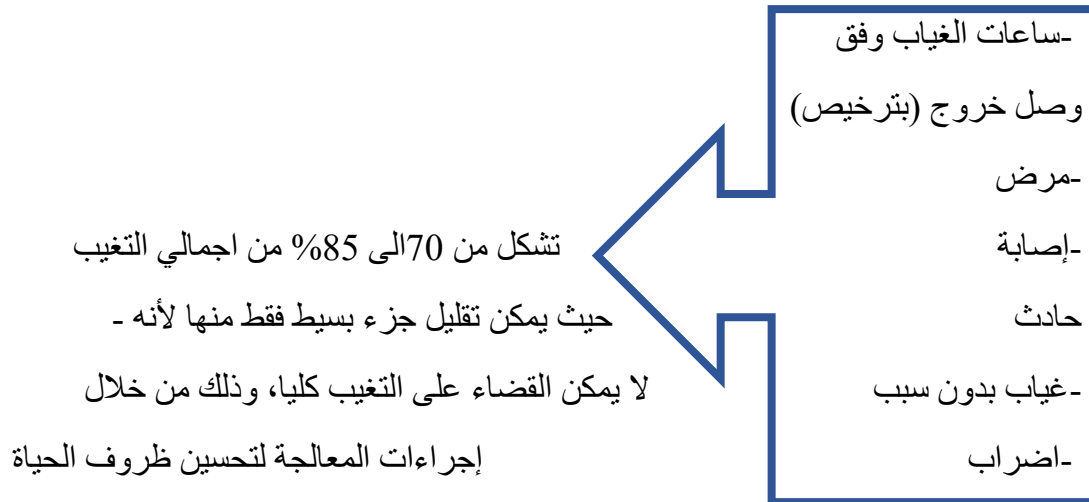 -ساعات الغياب وفق
وصل خروج (بترخيص)
-مرض
-إصابة
حادث
-غياب بدون سبب
-اضراب
تشكل من 70الى 85% من اجمالي التغيب
حيث يمكن تقليل جزء بسيط فقط منها لأنه -
لا يمكن القضاء على التغيب كليا، وذلك من خلال
إجراءات المعالجة لتحسين ظروف الحياة